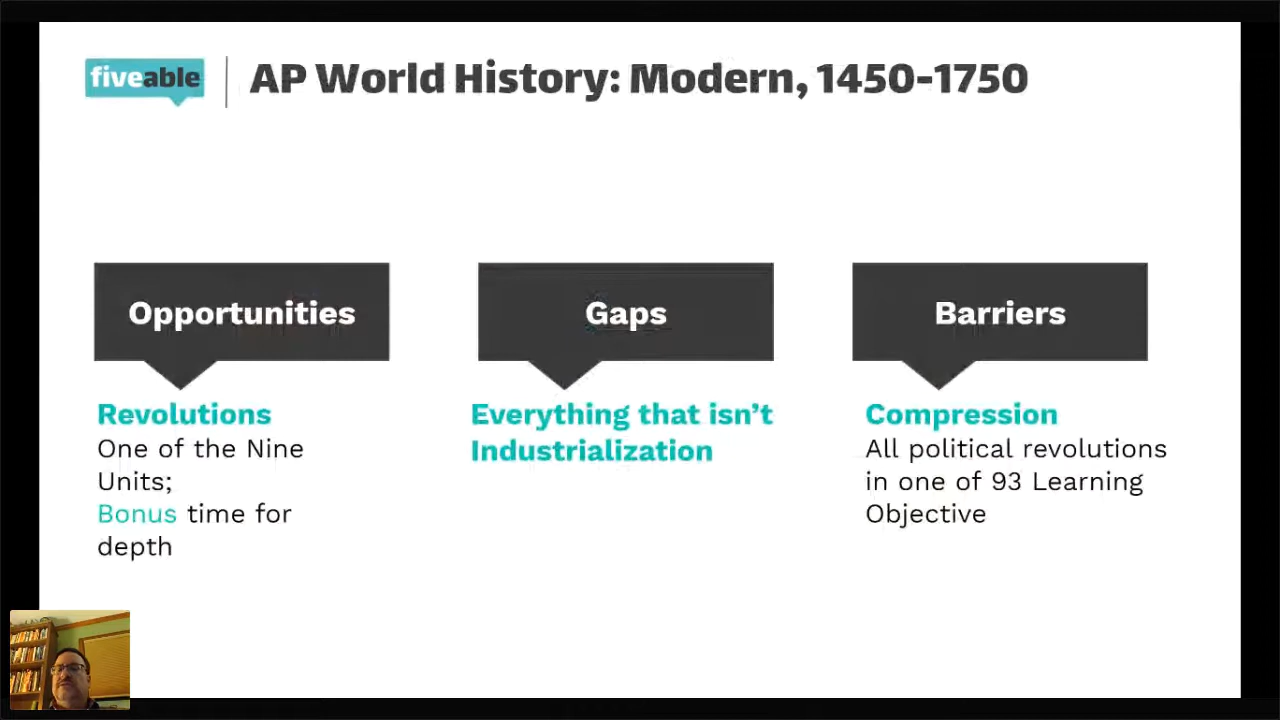 fiveable
AP World History: Modern, 1450-1750
Opportunities
Revolutions
One of the Nine
Units;
Bonus time for
depth
Gaps
Everything that isn’t
Industrialization
Barriers
Compression
All political revolutions
in one of 93 Learning
Objective